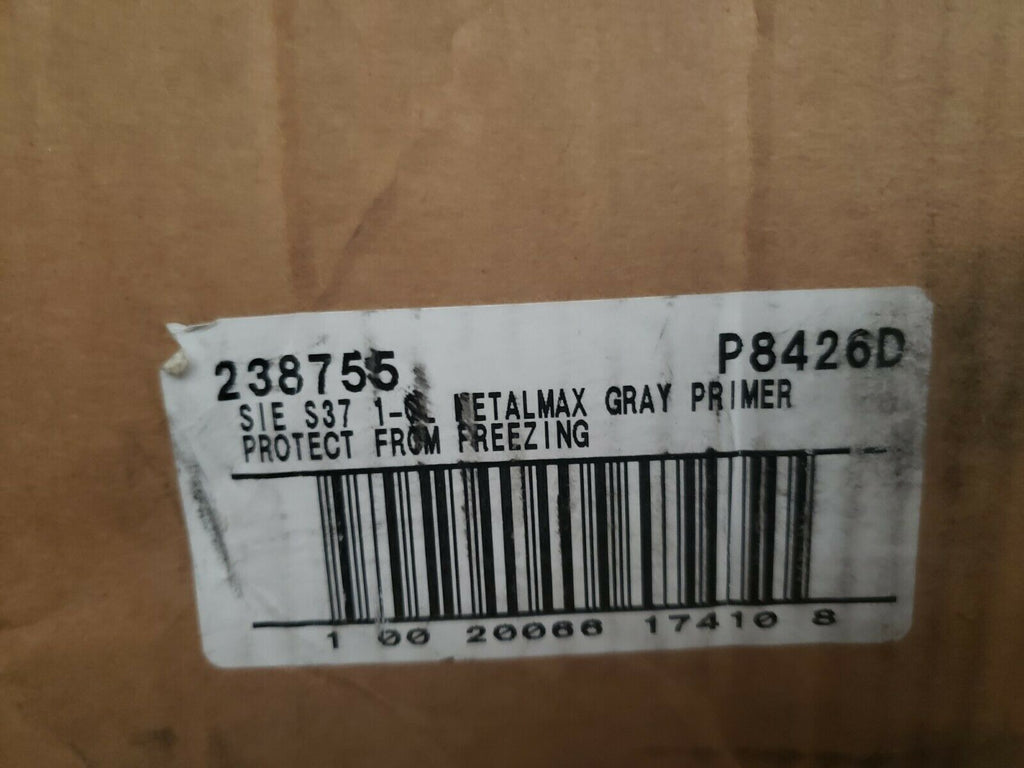 238755 P8426D
SIE S37 1-GL METALMAX GRAY PRIMER
PROTECT FROM FREEZING
1 00 20066 17410 8